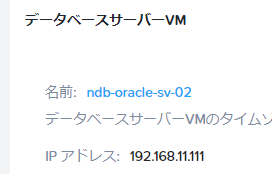 データベースサーバーVM
名前: ndb-oracle-sv-02
データベースサーバーVMのタイムゾ
IP アドレス: 192.168.11.111